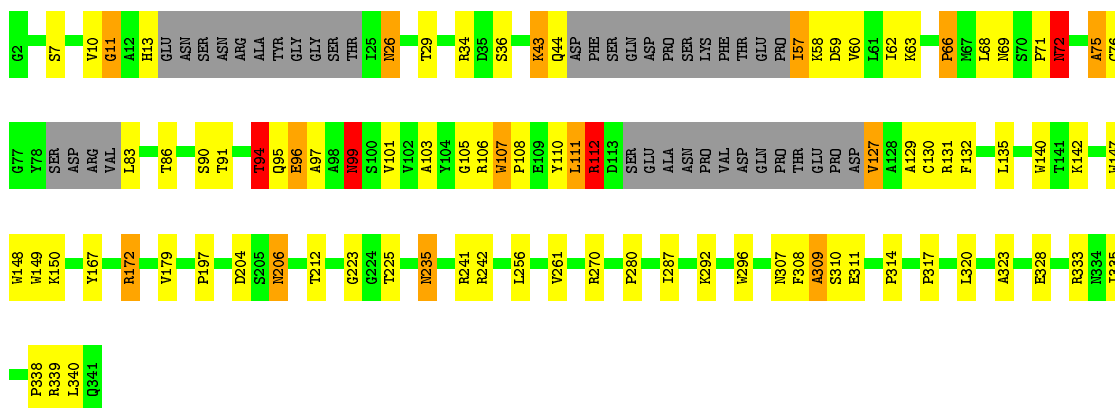 G2 S7 V10 G11 A12 H13 GLU ASN SER ASN ARG ALA TYR GLY GLY SER THR I25 N26 T29 R34 D35 S36 K43 Q44 ASP PHE SER GLN ASP PRO SER LYS PHE THR GLU PRO I57 K58 D59 V60 L61 I62 K63 P66 M67 L68 N69 S70 P71 N72 A75 C76
G77 Y78 SER ASP ARG VAL L83 T86 S90 T91 T94 Q95 E96 A97 A98 N99 S100 V101 V102 A103 Y104 G105 R106 W107 P108 E109 Y110 L111 R112 D113 SER GLU ALA ASN PRO VAL ASP GLN PRO THR GLU PRO ASP V127 A128 A129 C130 R131 F132 L135 W140 T141 K142 W147
W148 W149 K150 Y167 R172 V179 P197 D204 S205 N206 T212 G223 G224 T225 N235 R241 R242 L256 V261 R270 P280 I287 K292 W296 N307 F308 A309 S310 E311 P314 P317 L320 A323 E328 R333 N334
P338 R339 L340 Q341